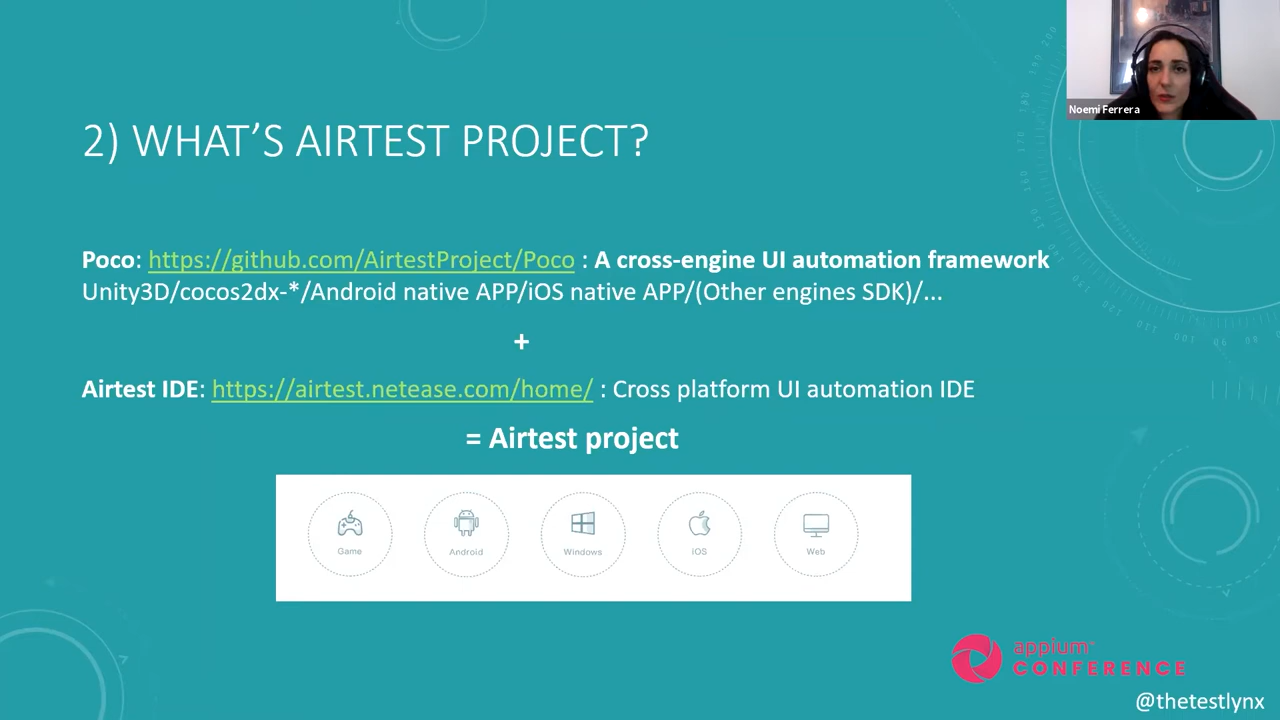 Noemi Ferrera
2) WHAT'S AIRTEST PROJECT?
Poco: https://github.com/AirtestProject/Poco : A cross-engine UI automation framework
Unity3D/cocos2dx-*/Android native APP/iOS native APP/(Other engines SDK)/...
+
Airtest IDE: https://airtest.netease.com/home/ : Cross platform UI automation IDE
= Airtest project
Game Android Windows iOS Web
appium™
CONFERENCE
@thetestlynx